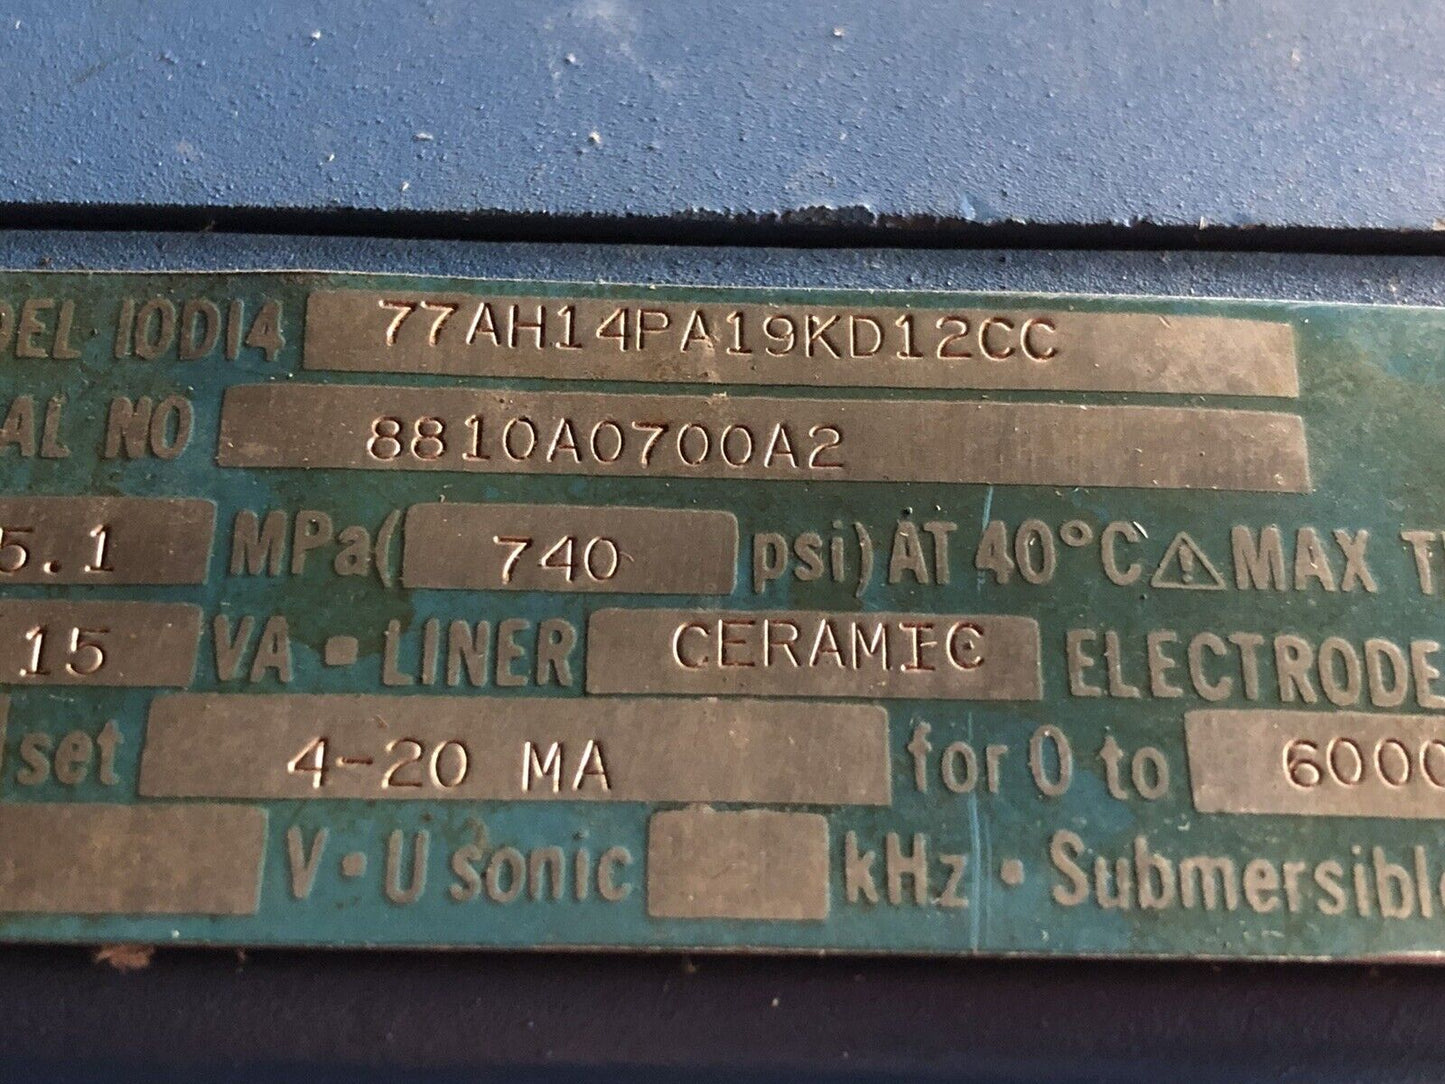 DEL 10D14 77AH14PA19KD12CC
AL NO 8810A0700A2
5.1 MPa( 740 psi) AT 40°C ⚠ MAX T
15 VA • LINER CERAMIC ELECTRODE
set 4-20 MA for 0 to 6000
V • U sonic kHz • Submersibl